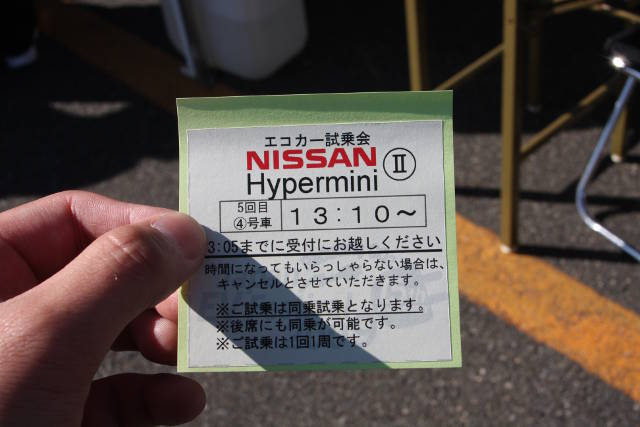 エコカー試乗会
NISSAN
Hypermini Ⅱ
5回目
④号車
13:10～
3:05までに受付にお越しください
時間になってもいらっしゃらない場合は、
キャンセルとさせていただきます。
※ご試乗は同乗試乗となります。
※後席にも同乗が可能です。
※ご試乗は1回1周です。